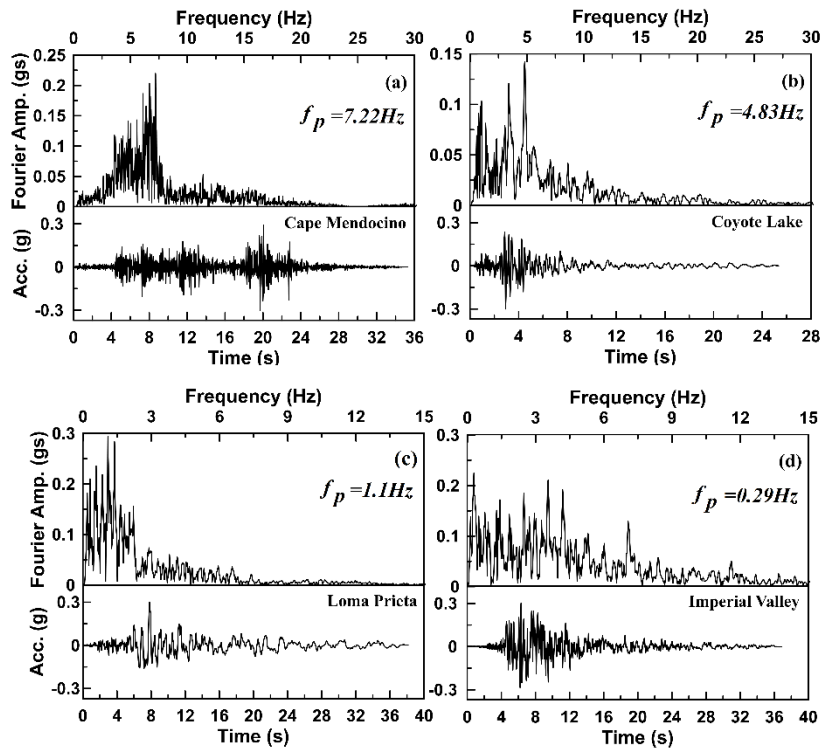 Frequency (Hz)
0 5 10 15 20 25 30
Fourier Amp. (gs)
0.25
0.20
0.15
0.10
0.05
0
(a)
f p =7.22Hz
Acc. (g)
0.3
0
-0.3
Cape Mendocino
0 4 8 12 16 20 24 28 32 36
Time (s)
Frequency (Hz)
0 5 10 15 20 25 30
0.15
0.10
0.05
0
(b)
f p =4.83Hz
0.3
0
-0.3
Coyote Lake
0 4 8 12 16 20 24 28
Time (s)
Frequency (Hz)
0 3 6 9 12 15
Fourier Amp. (gs)
0.3
0.2
0.1
0
(c)
f p =1.1Hz
Acc. (g)
0.3
0
-0.3
Loma Prieta
0 4 8 12 16 20 24 28 32 36 40
Time (s)
Frequency (Hz)
0 3 6 9 12 15
0.3
0.2
0.1
0
(d)
f p =0.29Hz
0.3
0
-0.3
Imperial Valley
0 4 8 12 16 20 24 28 32 36 40
Time (s)